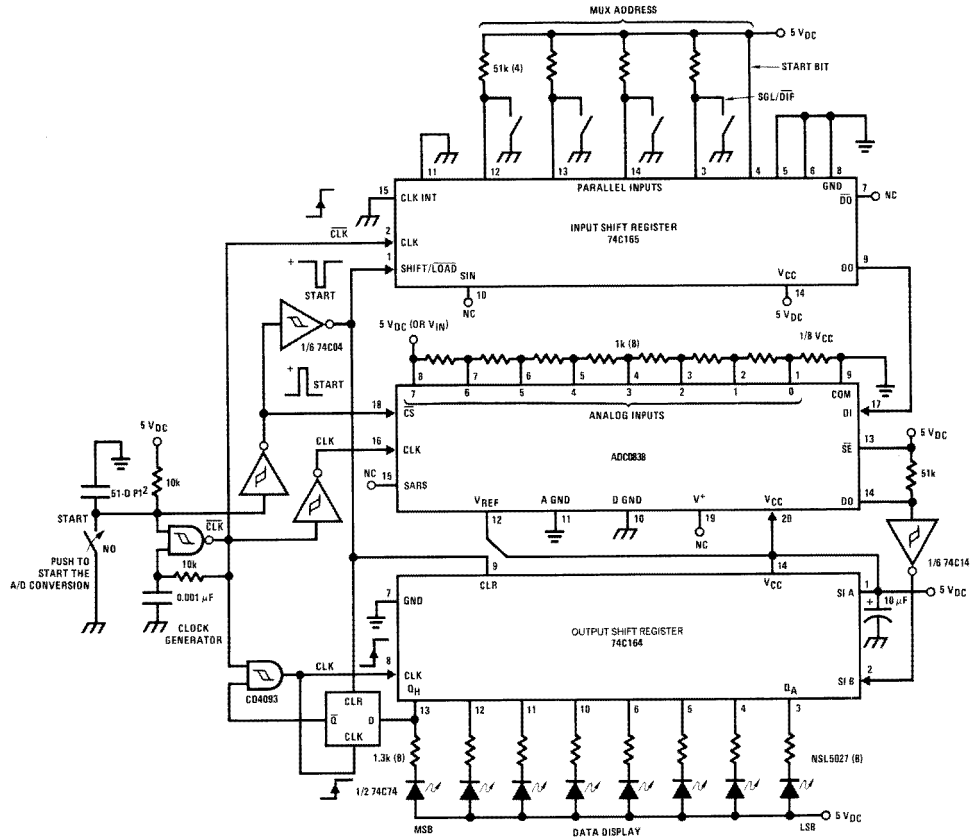 MUX ADDRESS
5 VDC
51k (4)
START BIT
SGL/DIF
11
12
13
14
3
4
5
6
8
PARALLEL INPUTS
GND
15
CLK INT
DO
7
NC
INPUT SHIFT REGISTER
74C165
CLK
2
CLK
1
SHIFT/LOAD
SIN
VCC
DO
9
+
START
10
NC
14
5 VDC
1/6 74C04
5 VDC (OR VIN)
1k (8)
1/8 VCC
+
START
8
7
6
5
4
3
2
1
9
7
6
5
4
3
2
1
0
COM
ANALOG INPUTS
18
CS
DI
17
5 VDC
CLK
16
CLK
ADC0838
SE
13
51k
5 VDC
NC
15
SARS
DO
14
51-D P12
10k
VREF
A GND
D GND
V+
VCC
12
11
10
19
20
NC
START
NO
CLK
PUSH TO
START THE
A/D CONVERSION
10k
1/6 74C14
0.001 µF
CLOCK
GENERATOR
9
14
CLR
VCC
7
GND
SI A
1
5 VDC
+
10 µF
OUTPUT SHIFT REGISTER
74C164
CLK
8
CLK
SI B
2
CD4093
QH
QA
CLR
Q
D
CLK
13
12
11
10
6
5
4
3
1.3k (8)
NSL5027 (8)
1/2 74C74
MSB
DATA DISPLAY
LSB
5 VDC